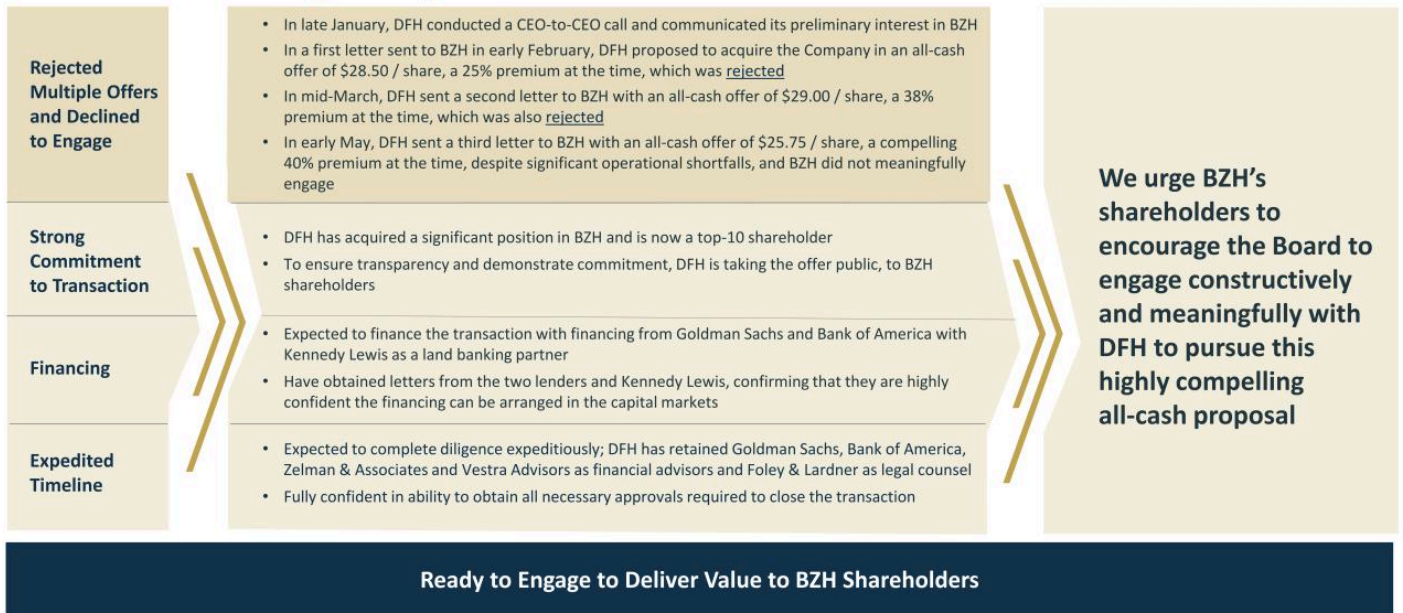 Rejected
Multiple Offers
and Declined
to Engage
• In late January, DFH conducted a CEO-to-CEO call and communicated its preliminary interest in BZH
• In a first letter sent to BZH in early February, DFH proposed to acquire the Company in an all-cash
offer of $28.50 / share, a 25% premium at the time, which was rejected
• In mid-March, DFH sent a second letter to BZH with an all-cash offer of $29.00 / share, a 38%
premium at the time, which was also rejected
• In early May, DFH sent a third letter to BZH with an all-cash offer of $25.75 / share, a compelling
40% premium at the time, despite significant operational shortfalls, and BZH did not meaningfully
engage
Strong
Commitment
to Transaction
• DFH has acquired a significant position in BZH and is now a top-10 shareholder
• To ensure transparency and demonstrate commitment, DFH is taking the offer public, to BZH
shareholders
Financing
• Expected to finance the transaction with financing from Goldman Sachs and Bank of America with
Kennedy Lewis as a land banking partner
• Have obtained letters from the two lenders and Kennedy Lewis, confirming that they are highly
confident the financing can be arranged in the capital markets
Expedited
Timeline
• Expected to complete diligence expeditiously; DFH has retained Goldman Sachs, Bank of America,
Zelman & Associates and Vestra Advisors as financial advisors and Foley & Lardner as legal counsel
• Fully confident in ability to obtain all necessary approvals required to close the transaction
We urge BZH’s
shareholders to
encourage the Board to
engage constructively
and meaningfully with
DFH to pursue this
highly compelling
all-cash proposal
Ready to Engage to Deliver Value to BZH Shareholders